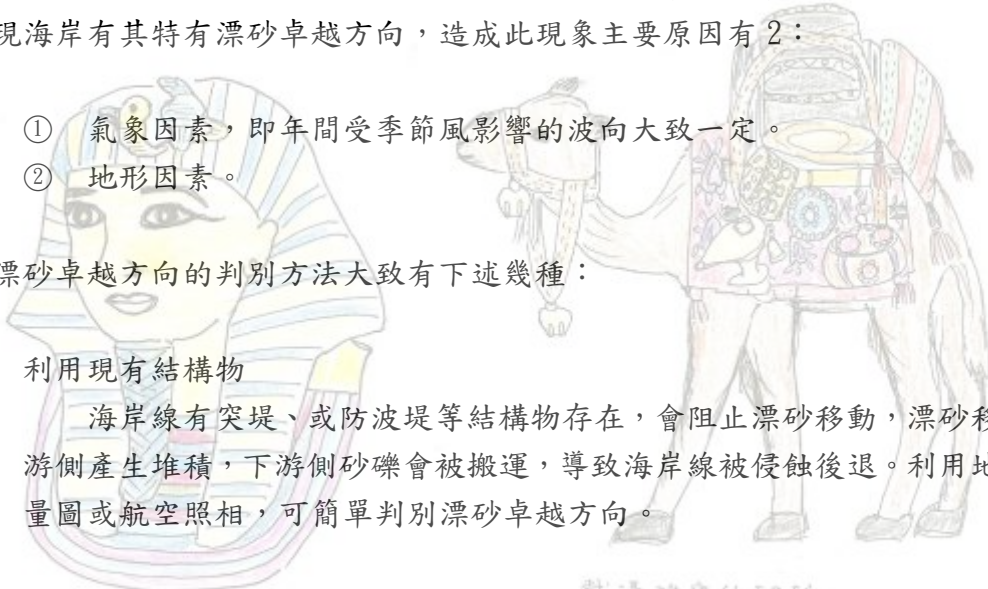 現海岸有其特有漂砂卓越方向，造成此現象主要原因有2：
① 氣象因素，即年間受季節風影響的波向大致一定。
② 地形因素。
漂砂卓越方向的判別方法大致有下述幾種：
利用現有結構物
海岸線有突堤、或防波堤等結構物存在，會阻止漂砂移動，漂砂移
游側產生堆積，下游側砂礫會被搬運，導致海岸線被侵蝕後退。利用地
量圖或航空照相，可簡單判別漂砂卓越方向。